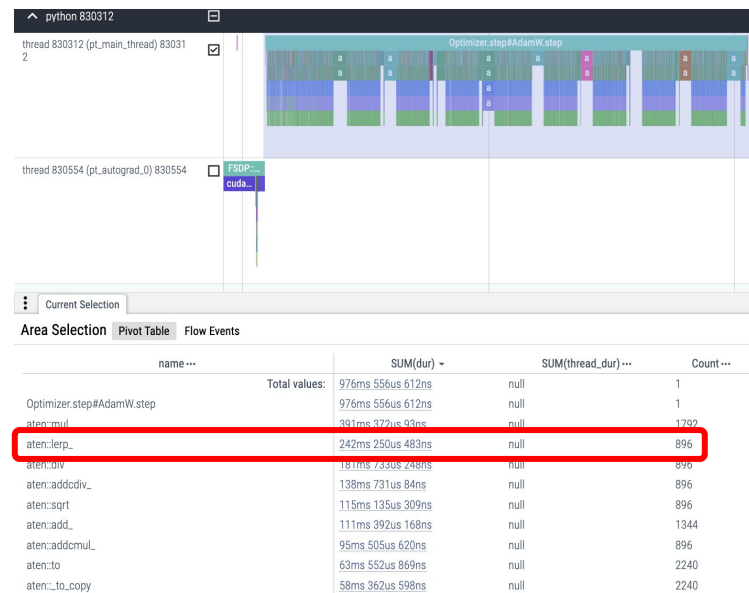 python 830312
thread 830312 (pt_main_thread) 83031
2
Optimizer.step#AdamW.step
a a a a a a a
a a a a a a
a
a
thread 830554 (pt_autograd_0) 830554
FSDP::...
cuda...
Current Selection
Area Selection Pivot Table Flow Events
name SUM(dur) SUM(thread_dur) Count
Total values: 976ms 556us 612ns null 1
Optimizer.step#AdamW.step 976ms 556us 612ns null 1
aten::mul 391ms 372us 93ns null 1792
aten::lerp_ 242ms 250us 483ns null 896
aten::div 181ms 733us 248ns null 896
aten::addcdiv_ 138ms 731us 84ns null 896
aten::sqrt 115ms 135us 309ns null 896
aten::add_ 111ms 392us 168ns null 1344
aten::addcmul_ 95ms 505us 620ns null 896
aten::to 63ms 552us 869ns null 2240
aten::_to_copy 58ms 362us 598ns null 2240